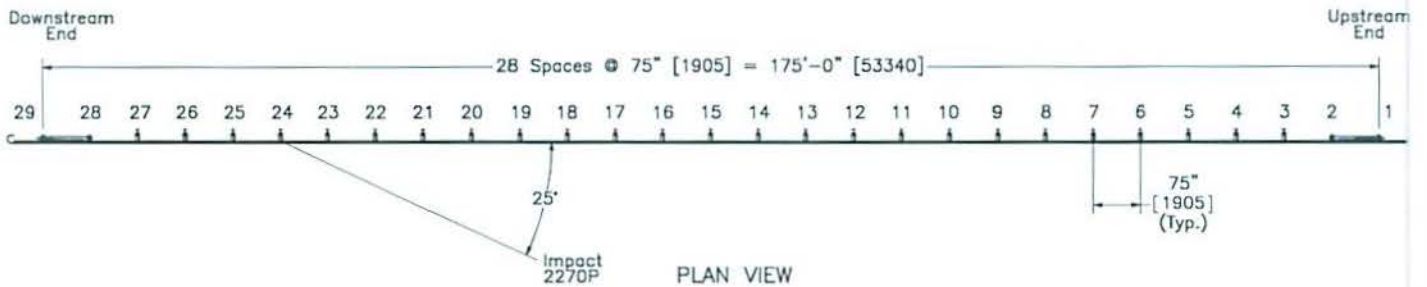 Downstream
End
Upstream
End
28 Spaces @ 75" [1905] = 175'-0" [53340]
29 28 27 26 25 24 23 22 21 20 19 18 17 16 15 14 13 12 11 10 9 8 7 6 5 4 3 2 1
25°
75"
[1905]
(Typ.)
Impact
2270P
PLAN VIEW